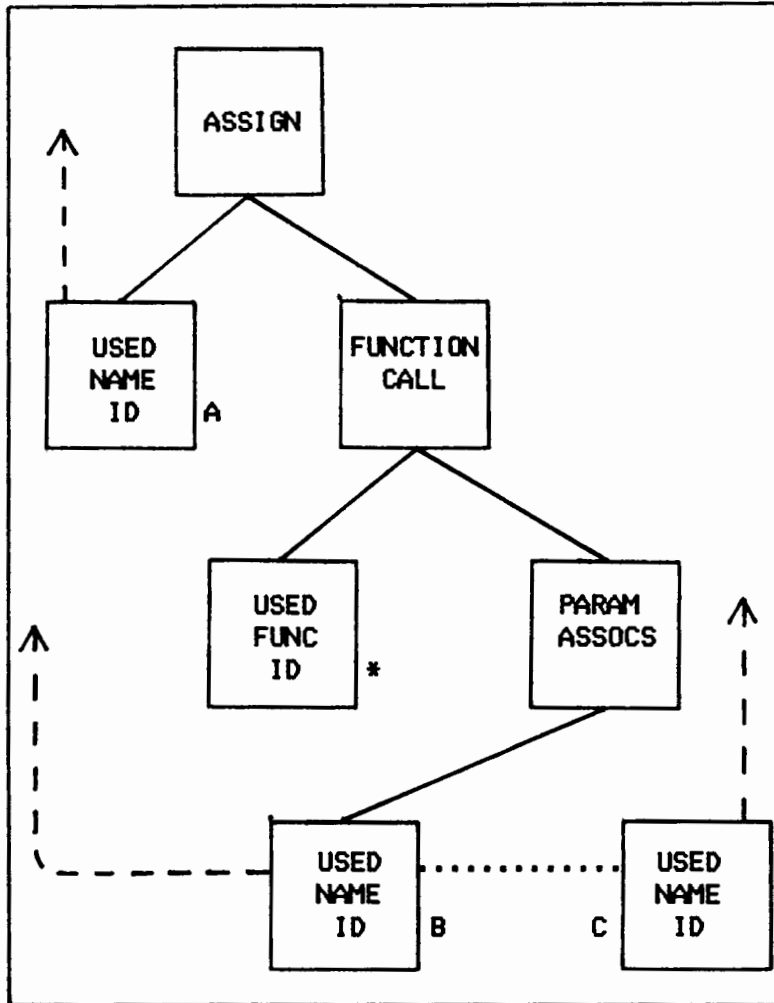 ASSIGN
USED
NAME
ID
A
FUNCTION
CALL
USED
FUNC
ID
*
PARAM
ASSOCS
USED
NAME
ID
B
C
USED
NAME
ID